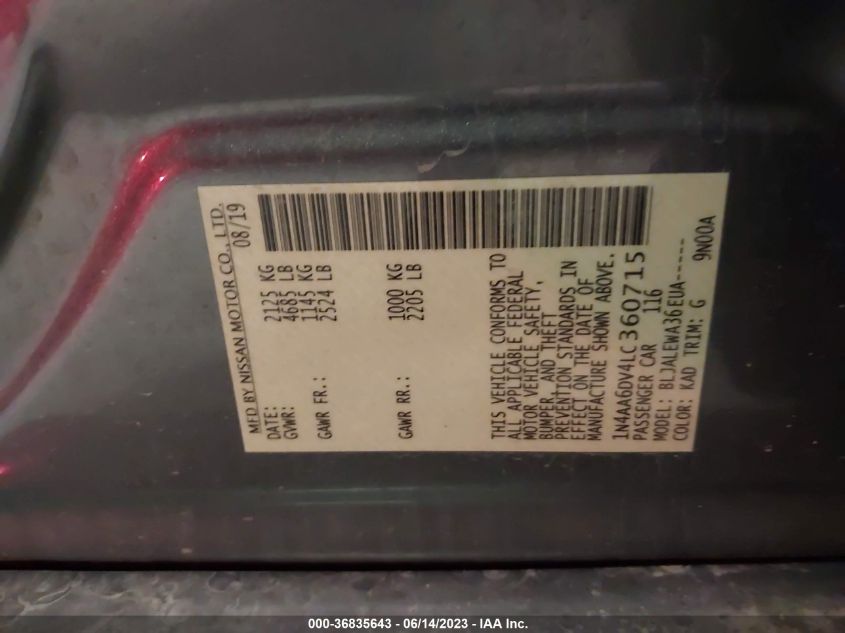 MFD BY NISSAN MOTOR CO., LTD.
DATE: 08/19
GVWR: 2125 KG
4685 LB
GAWR FR.: 1145 KG
2524 LB
GAWR RR.: 1000 KG
2205 LB
THIS VEHICLE CONFORMS TO
ALL APPLICABLE FEDERAL
MOTOR VEHICLE SAFETY,
BUMPER, AND THEFT
PREVENTION STANDARDS IN
EFFECT ON THE DATE OF
MANUFACTURE SHOWN ABOVE.
1N4AA6DV4LC360715
PASSENGER CAR 116
MODEL: BLJALEWA36EUA-----
COLOR: KAD TRIM: G 9N00A
000-36835643 - 06/14/2023 - IAA Inc.